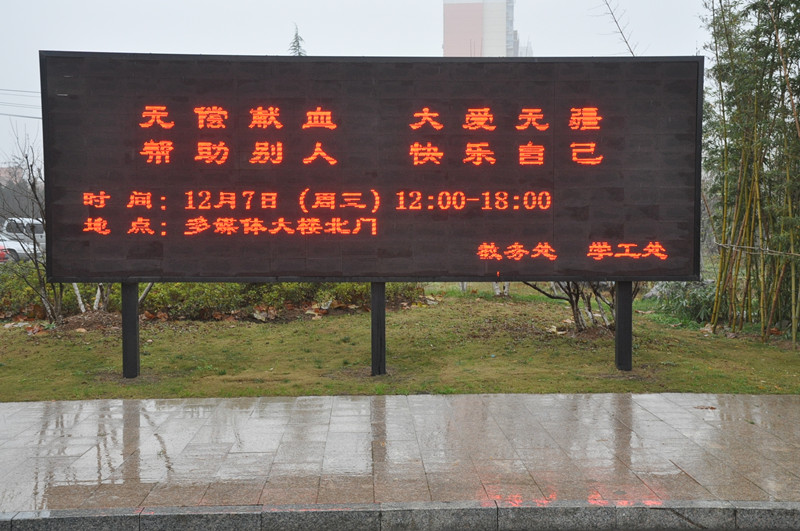 无偿献血 大爱无疆
帮助别人 快乐自己
时 间：12月7日（周三）12:00-18:00
地 点：多媒体大楼北门
教务处 学工处